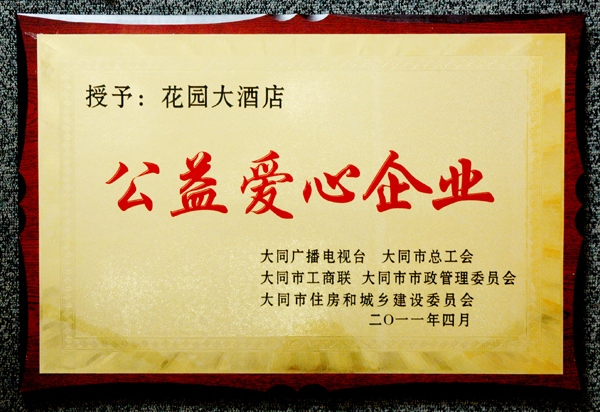 授予：花园大酒店
公益爱心企业
大同广播电视台 大同市总工会
大同市工商联 大同市市政管理委员会
大同市住房和城乡建设委员会
二〇一一年四月